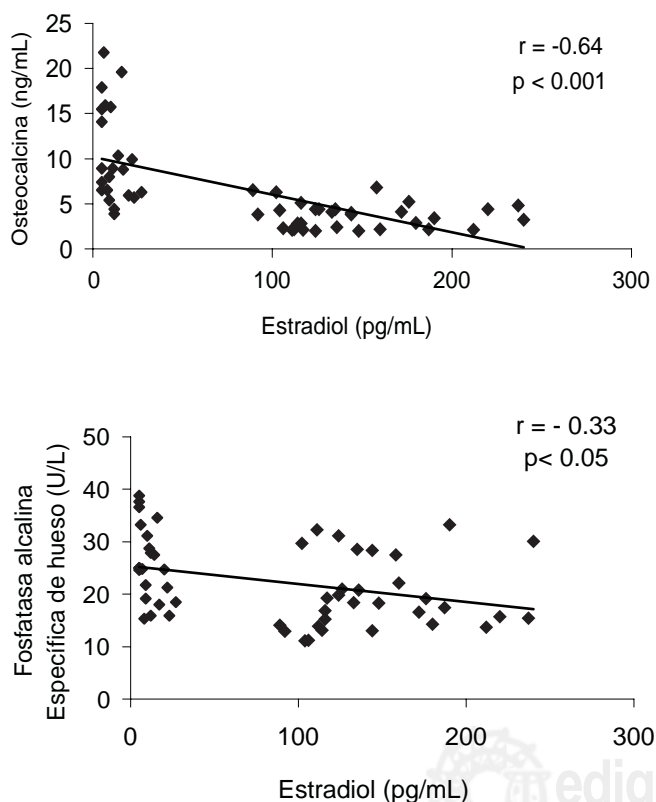 25
20
15
10
5
0
Osteocalcina (ng/mL)
r = -0.64
p < 0.001
0 100 200 300
Estradiol (pg/mL)
50
40
30
20
10
0
Fosfatasa alcalina
Específica de hueso (U/L)
r = - 0.33
p< 0.05
0 100 200 300
Estradiol (pg/mL)
edig